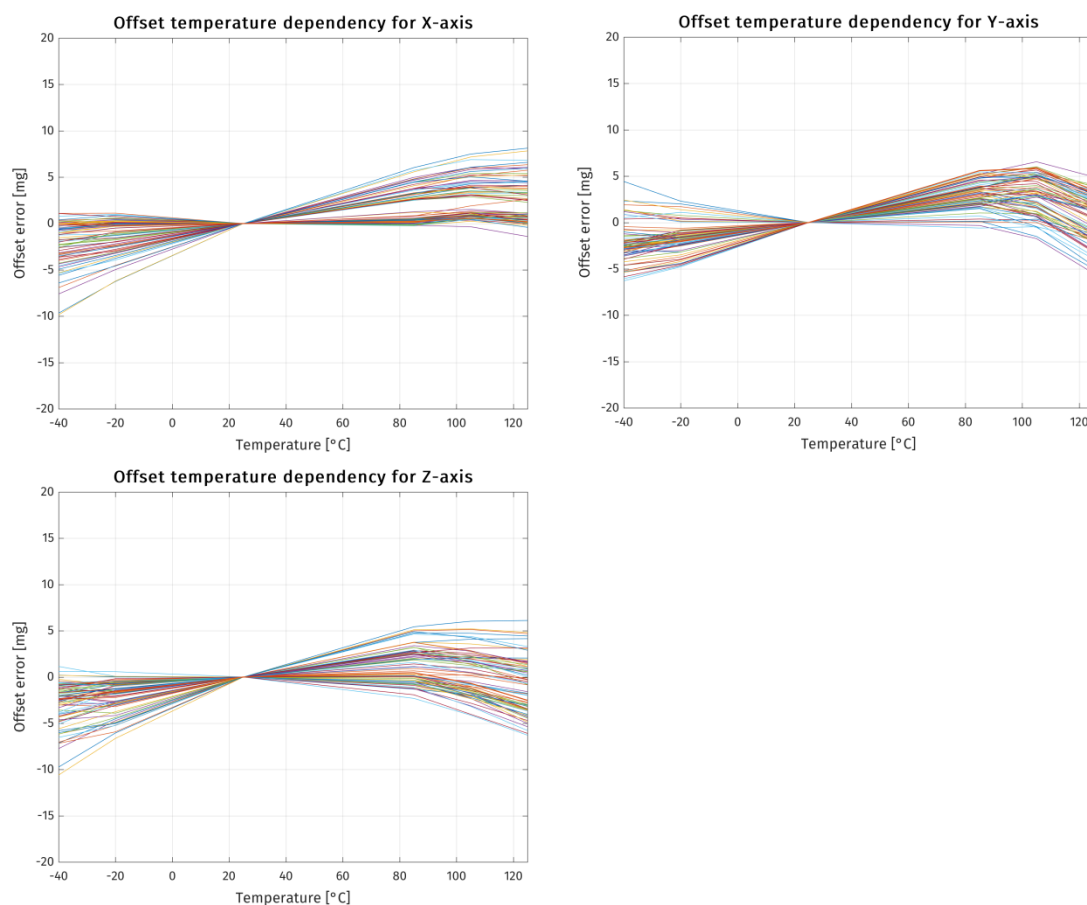 Offset temperature dependency for X-axis
20
15
10
5
0
-5
-10
-15
-20
Offset error [mg]
-40 -20 0 20 40 60 80 100 120
Temperature [°C]
Offset temperature dependency for Y-axis
20
15
10
5
0
-5
-10
-15
-20
Offset error [mg]
-40 -20 0 20 40 60 80 100 120
Temperature [°C]
Offset temperature dependency for Z-axis
20
15
10
5
0
-5
-10
-15
-20
Offset error [mg]
-40 -20 0 20 40 60 80 100 120
Temperature [°C]